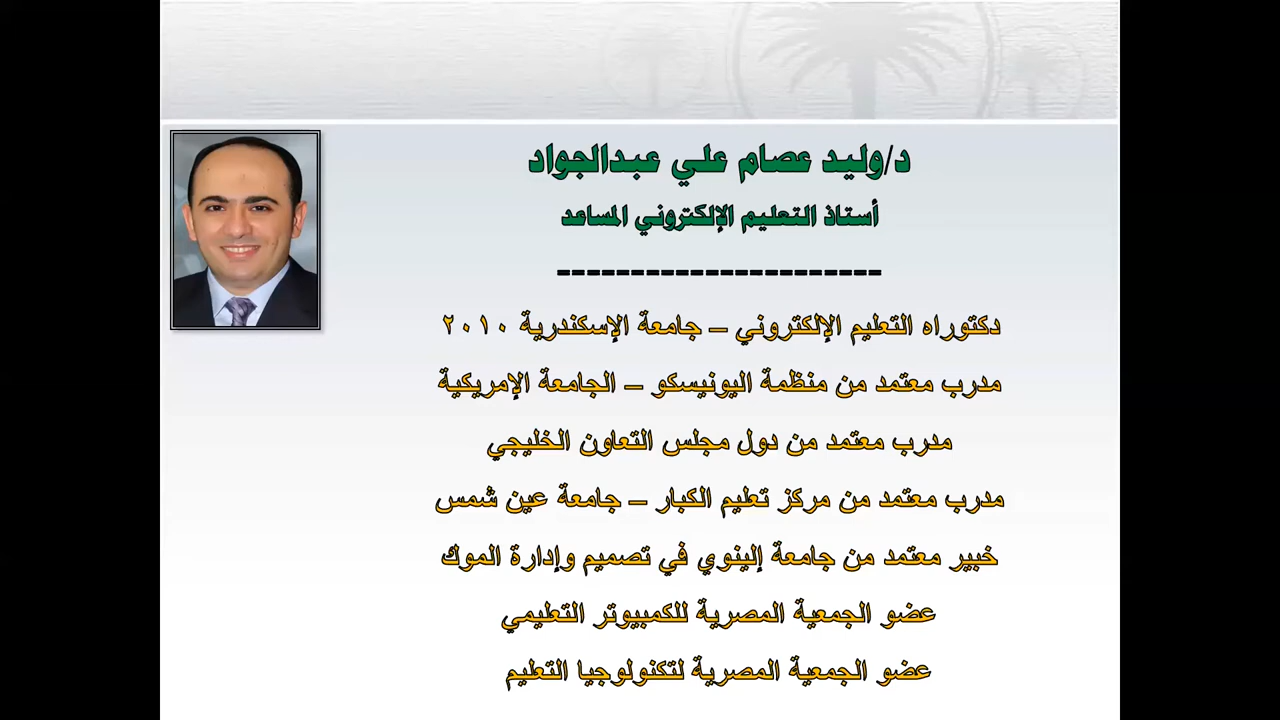 د/وليد عصام علي عبدالجواد
أستاذ التعليم الإلكتروني المساعد
----------------------
دكتوراه التعليم الإلكتروني – جامعة الإسكندرية ٢٠١٠
مدرب معتمد من منظمة اليونيسكو – الجامعة الإمريكية
مدرب معتمد من دول مجلس التعاون الخليجي
مدرب معتمد من مركز تعليم الكبار – جامعة عين شمس
خبير معتمد من جامعة إلينوي في تصميم وإدارة الموك
عضو الجمعية المصرية للكمبيوتر التعليمي
عضو الجمعية المصرية لتكنولوجيا التعليم